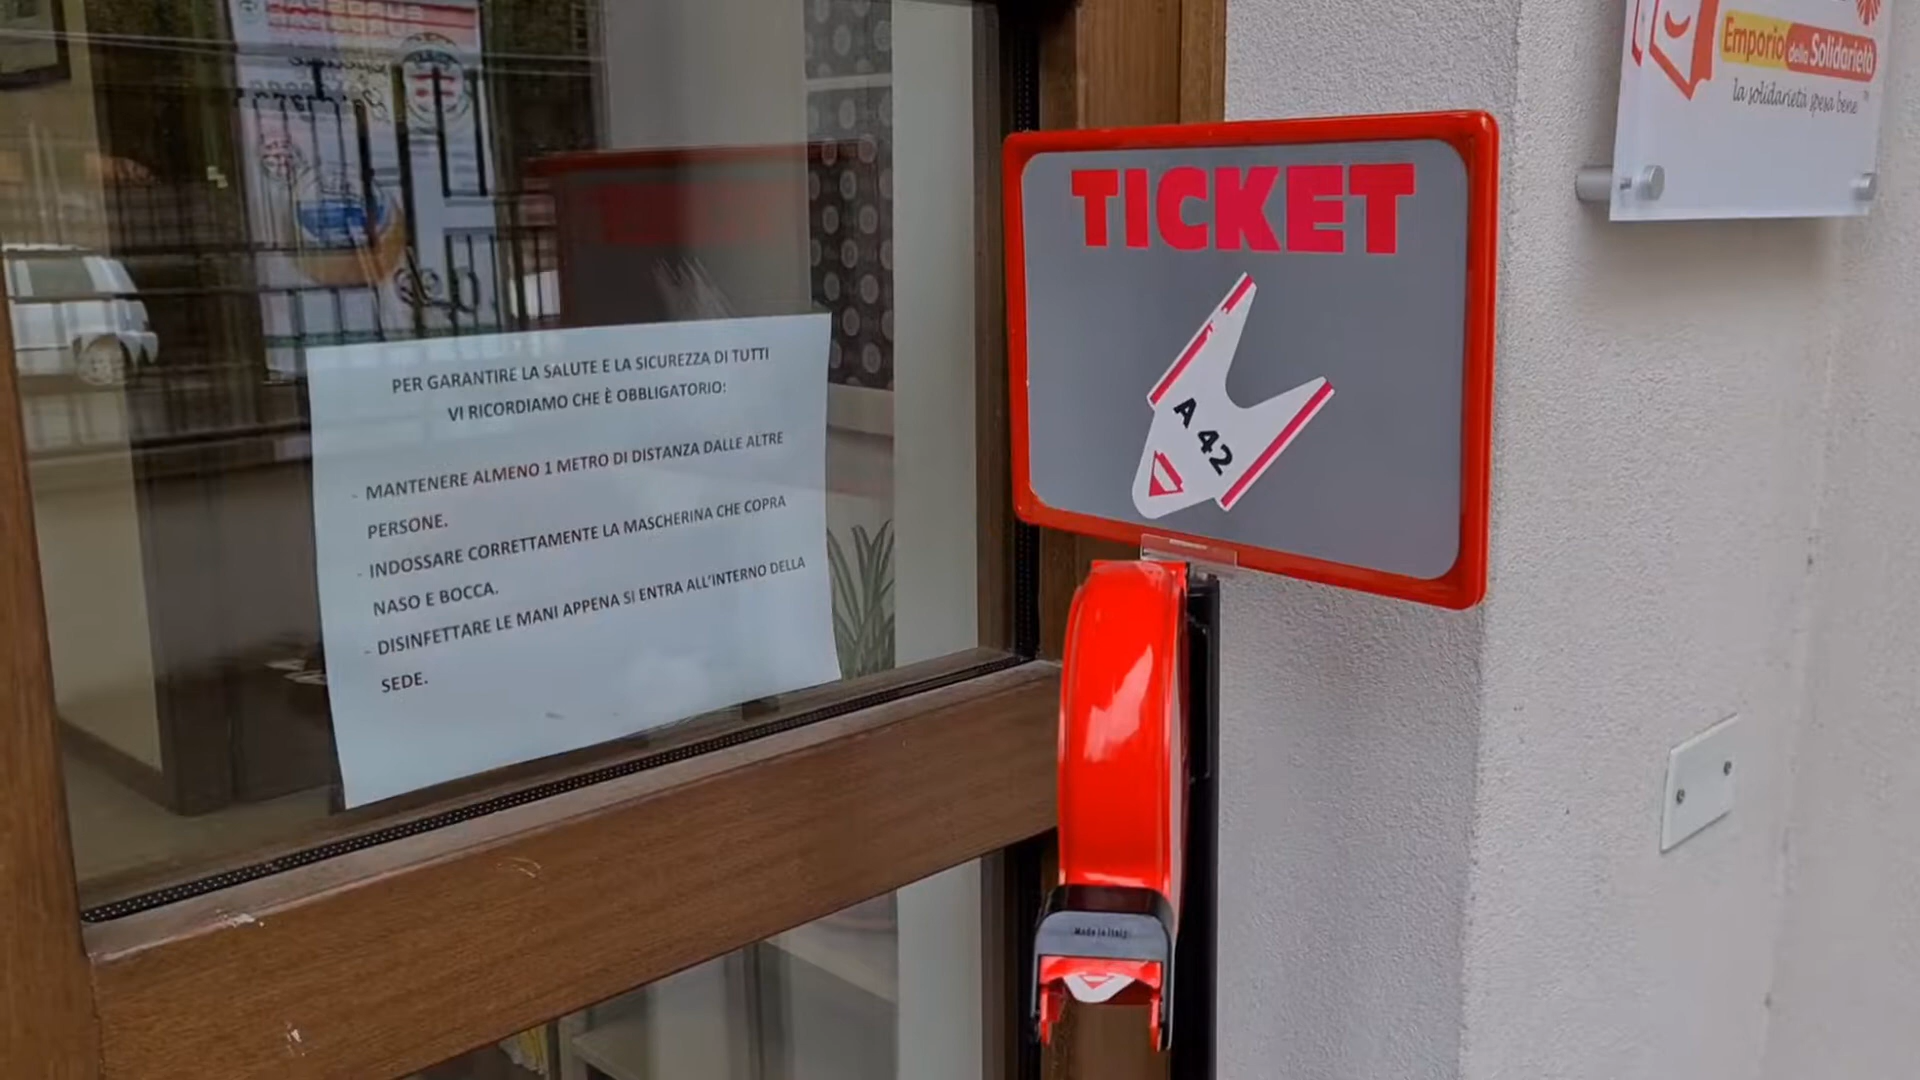 PER GARANTIRE LA SALUTE E LA SICUREZZA DI TUTTI
VI RICORDIAMO CHE È OBBLIGATORIO:
- MANTENERE ALMENO 1 METRO DI DISTANZA DALLE ALTRE
PERSONE.
- INDOSSARE CORRETTAMENTE LA MASCHERINA CHE COPRA
NASO E BOCCA.
- DISINFETTARE LE MANI APPENA SI ENTRA ALL'INTERNO DELLA
SEDE.
TICKET
A 42
Made in Italy
Emporio della Solidarietà
la solidarietà spesa bene